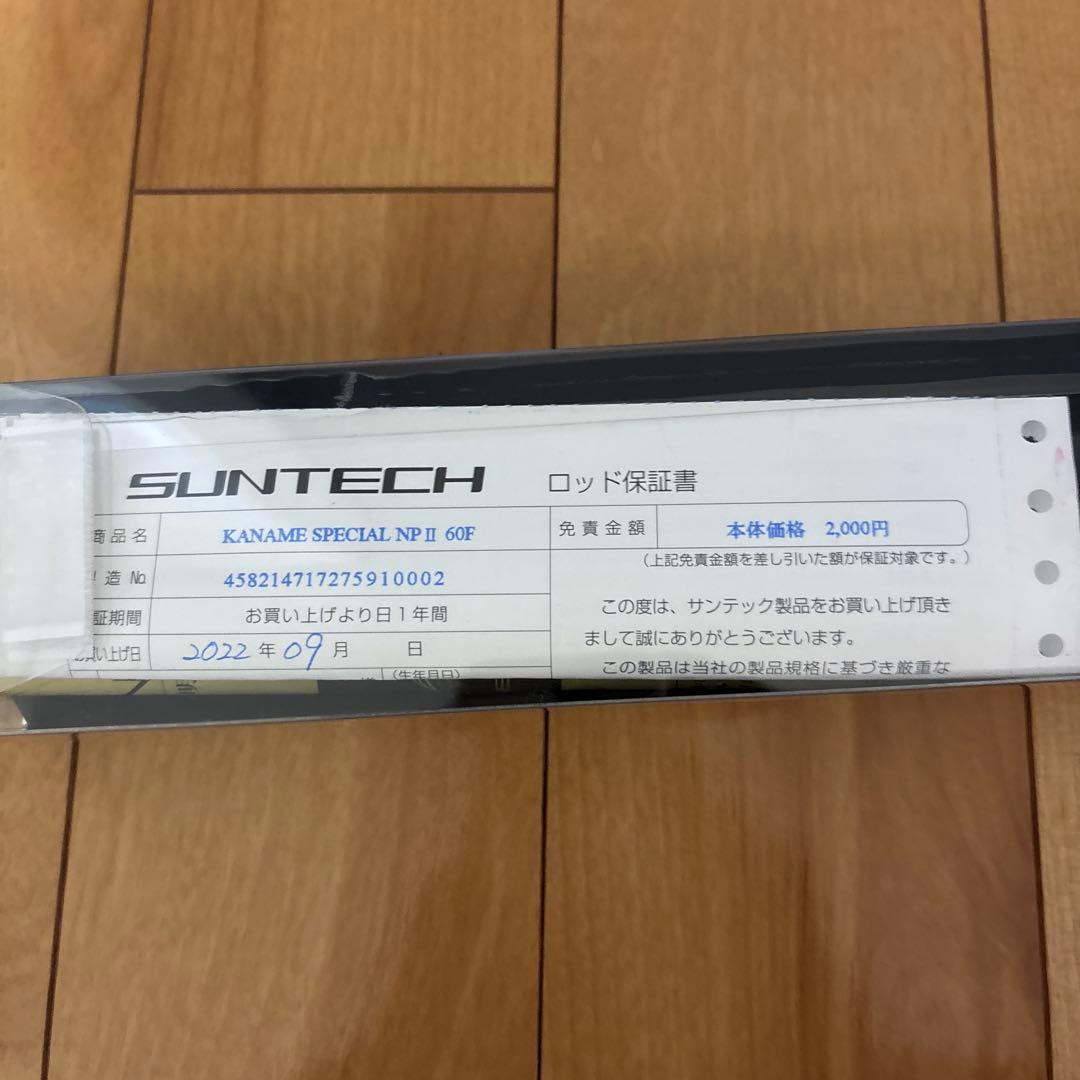 SUNTECH ロッド保証書
商品名 KANAME SPECIAL NPⅡ 60F 免責金額 本体価格 2,000円
造 No. 458214717275910002 (上記免責金額を差し引いた額が保証対象です。)
証期間 お買い上げより日1年間 この度は、サンテック製品をお買い上げ頂き
お買い上げ日 2022 年 09 月 日 まして誠にありがとうございます。
(生年月日) この製品は当社の製品規格に基づき厳重な